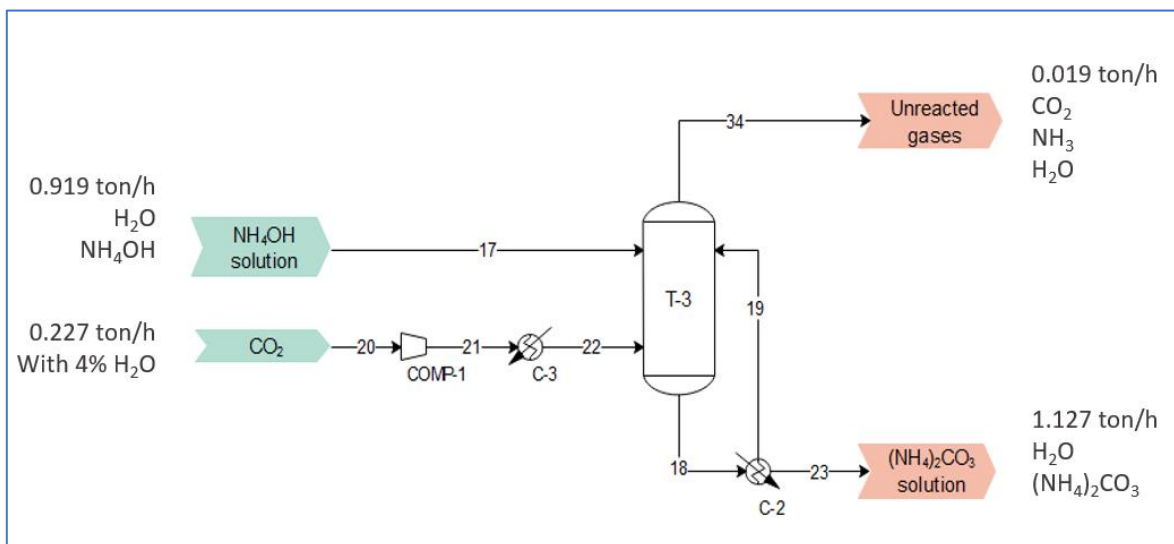 0.019 ton/h
CO₂
NH₃
H₂O
Unreacted
gases
34
0.919 ton/h
H₂O
NH₄OH
NH₄OH
solution
17
T-3
19
0.227 ton/h
With 4% H₂O
CO₂
20
21
22
COMP-1
C-3
18
23
C-2
(NH₄)₂CO₃
solution
1.127 ton/h
H₂O
(NH₄)₂CO₃